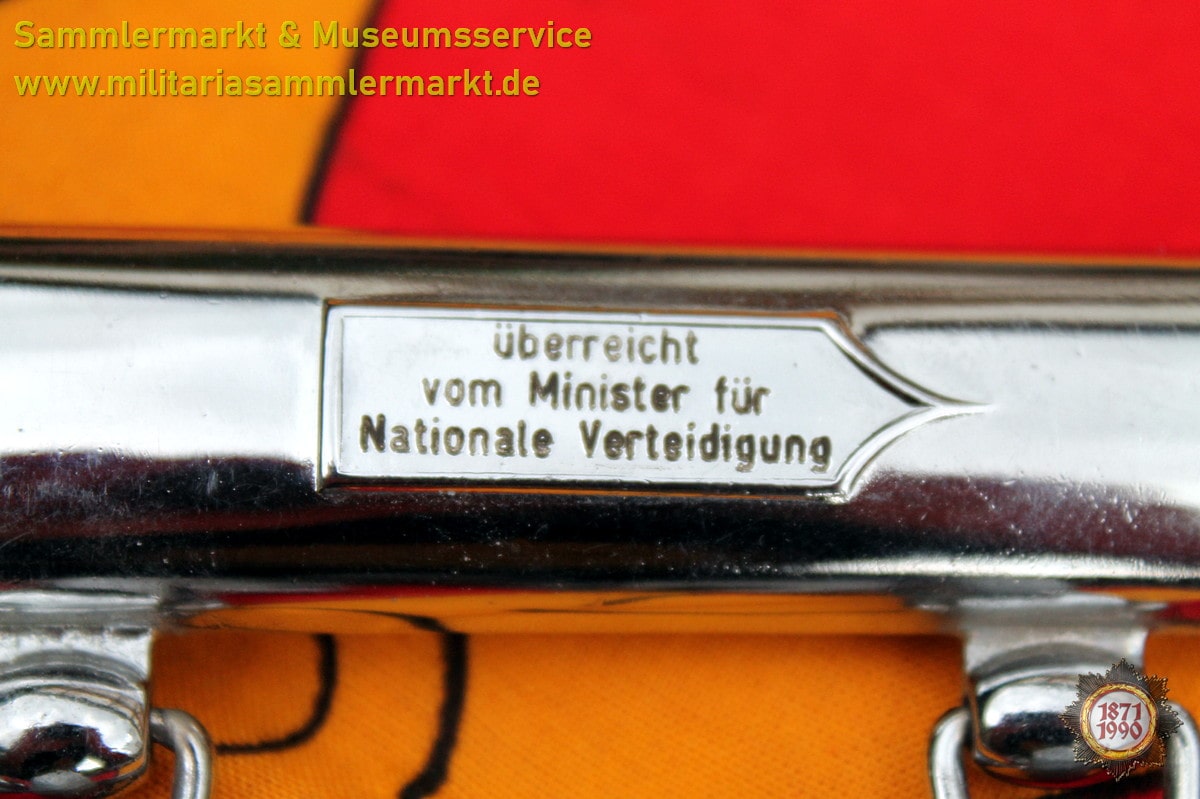 Sammlermarkt & Museumsservice
www.militariasammlermarkt.de
überreicht
vom Minister für
Nationale Verteidigung
1871
1990